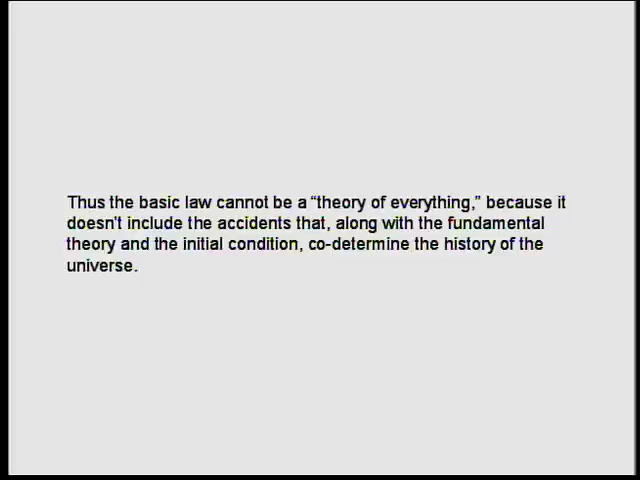 Thus the basic law cannot be a “theory of everything,” because it
doesn't include the accidents that, along with the fundamental
theory and the initial condition, co-determine the history of the
universe.